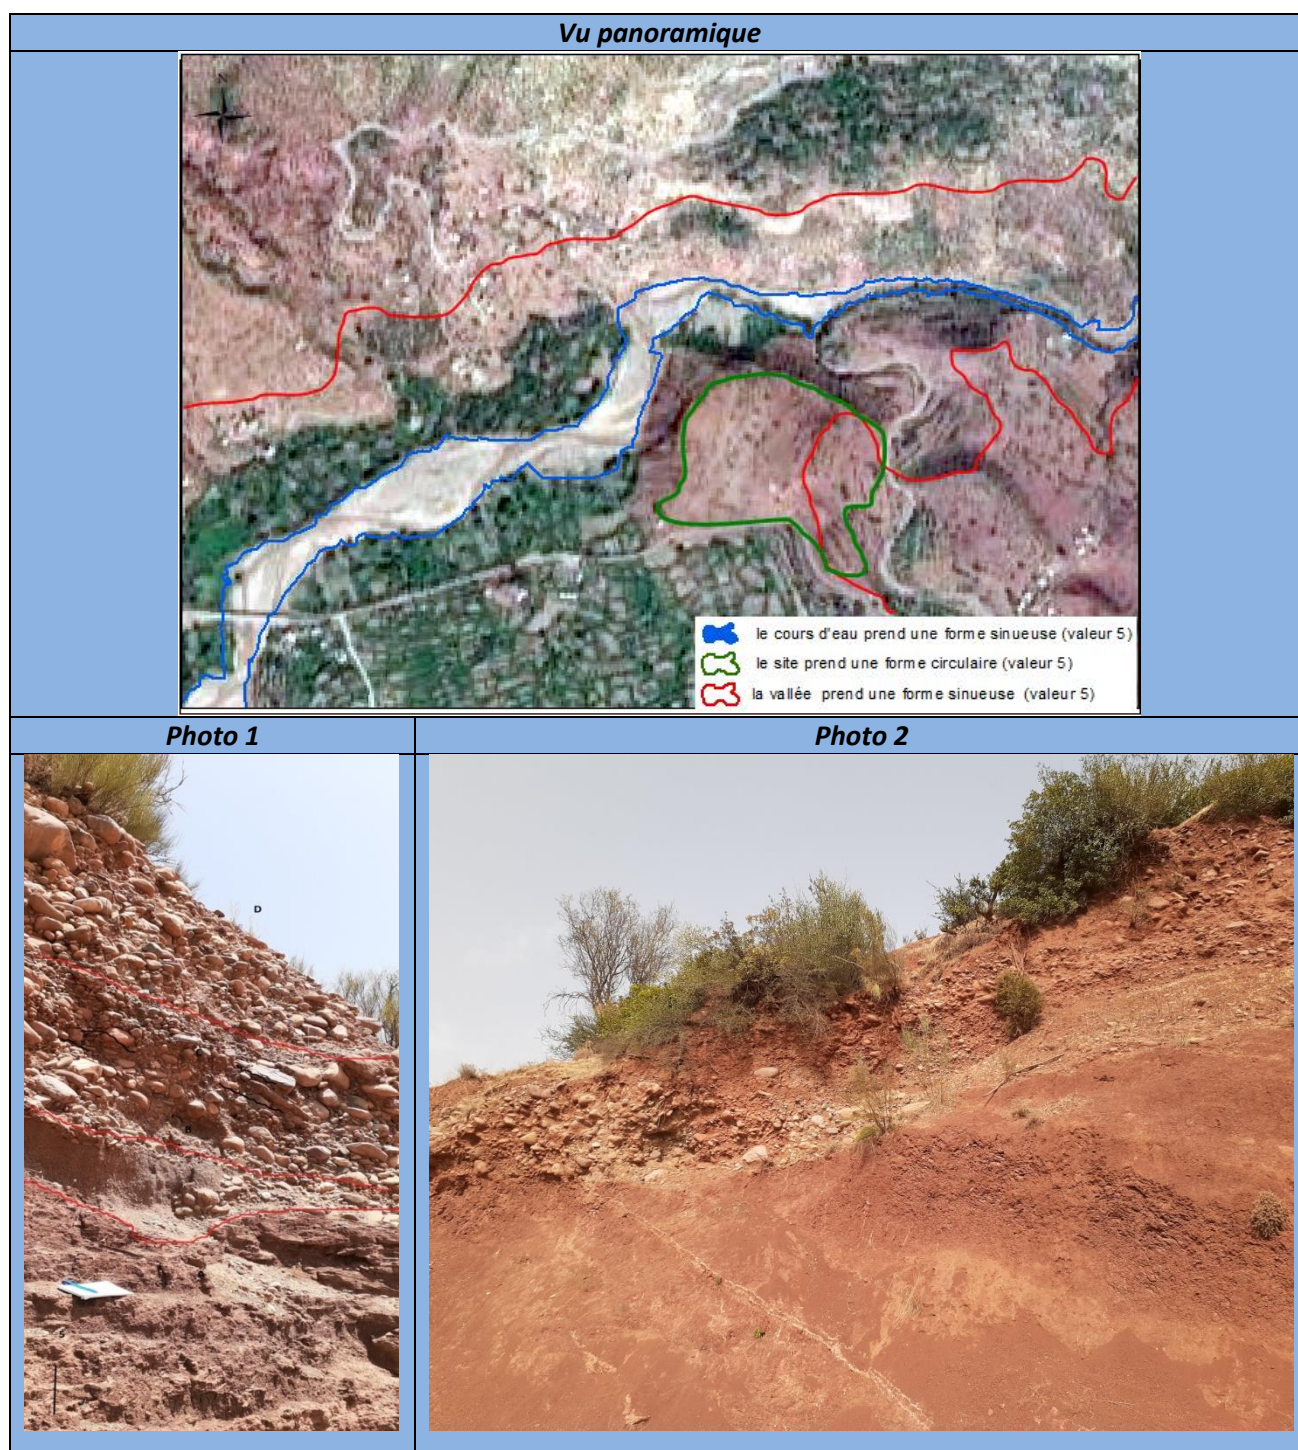 Vu panoramique
N
le cours d'eau prend une forme sinueuse (valeur 5)
le site prend une forme circulaire (valeur 5)
la vallée prend une forme sinueuse (valeur 5)
Photo 1
Photo 2
D